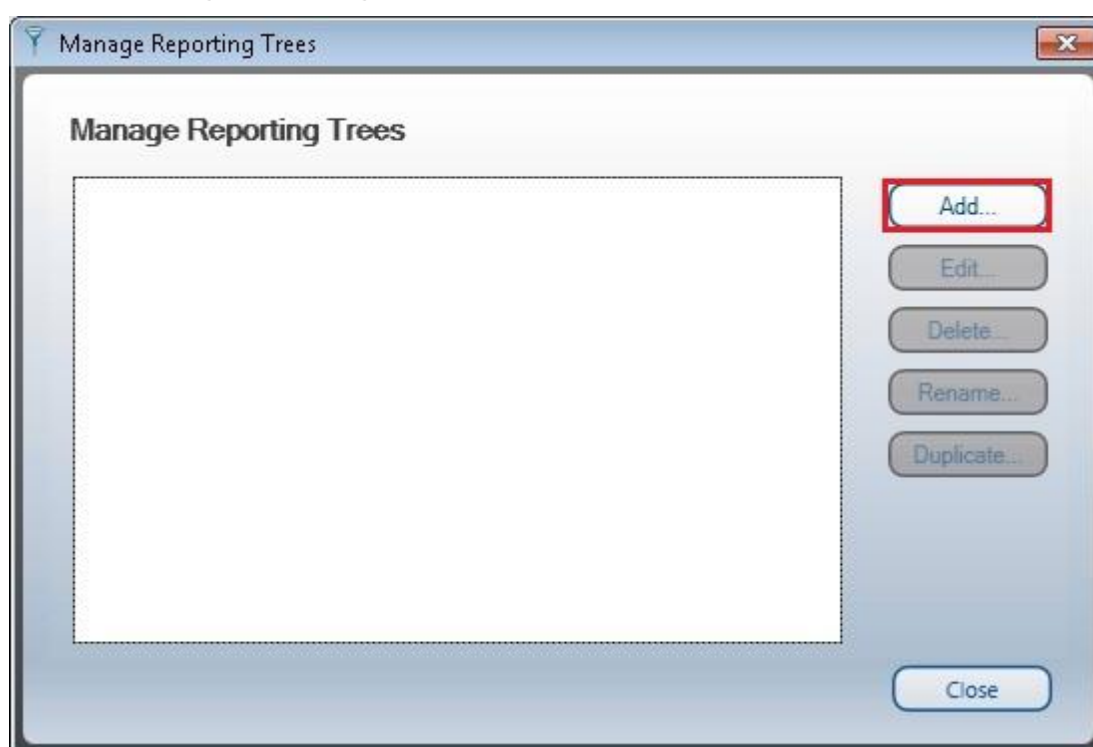 Manage Reporting Trees
Manage Reporting Trees
Add...
Edit...
Delete...
Rename...
Duplicate...
Close